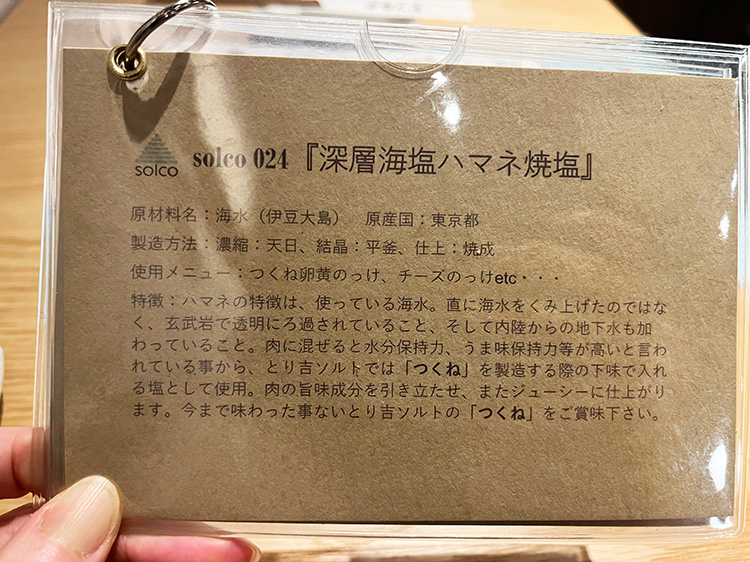 solco
solco 024『深層海塩ハマネ焼塩』
原材料名：海水（伊豆大島）　原産国：東京都
製造方法：濃縮：天日、結晶：平釜、仕上：焼成
使用メニュー：つくね卵黄のっけ、チーズのっけetc・・・
特徴：ハマネの特徴は、使っている海水。直に海水をくみ上げたのではな
く、玄武岩で透明にろ過されていること、そして内陸からの地下水も加
わっていること。肉に混ぜると水分保持力、うま味保持力等が高いと言わ
れている事から、とり吉ソルトでは「つくね」を製造する際の下味で入れ
る塩として使用。肉の旨味成分を引き立たせ、またジューシーに仕上がり
ます。今まで味わった事ないとり吉ソルトの「つくね」をご賞味下さい。